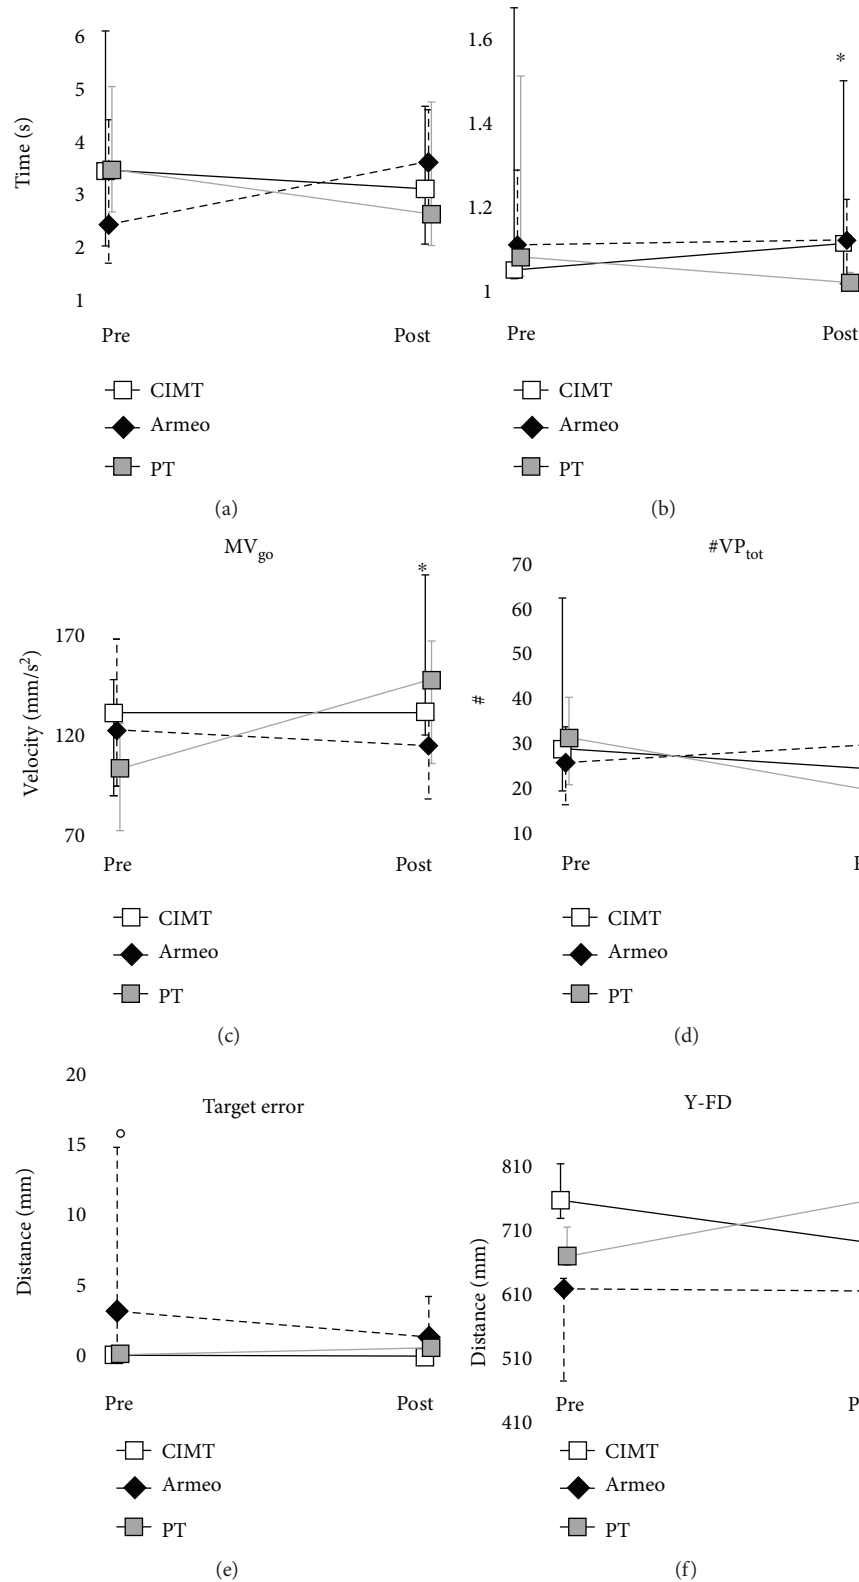 6
5
4
3
2
1
Time (s)
Pre
Post
CIMT
Armeo
PT
(a)
1.6
1.4
1.2
1
*
Pre
Post
CIMT
Armeo
PT
(b)
MVgo
*
170
120
70
Velocity (mm/s²)
Pre
Post
CIMT
Armeo
PT
(c)
#VPtot
70
60
50
40
30
20
10
#
Pre
CIMT
Armeo
PT
(d)
Target error
20
15
10
5
0
Distance (mm)
Pre
Post
CIMT
Armeo
PT
(e)
Y-FD
810
710
610
510
410
Distance (mm)
Pre
P
CIMT
Armeo
PT
(f)